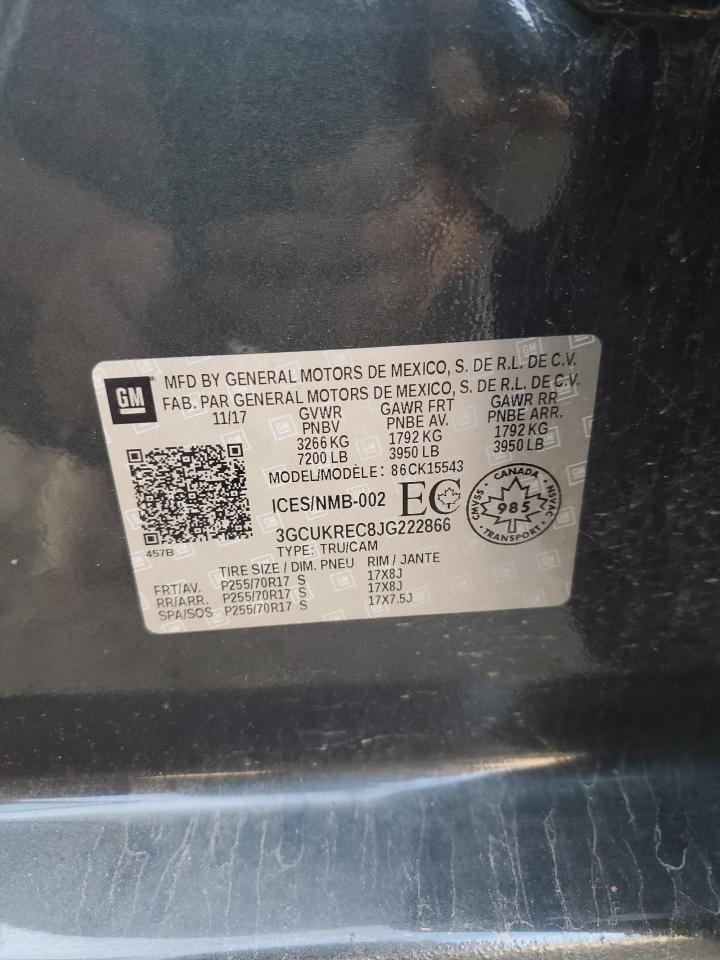 GM
MFD BY GENERAL MOTORS DE MEXICO, S. DE R.L. DE C.V.
FAB. PAR GENERAL MOTORS DE MEXICO, S. DE R.L. DE C.V.
11/17 GVWR GAWR FRT GAWR RR
PNBV PNBE AV. PNBE ARR.
3266 KG 1792 KG 1792 KG
7200 LB 3950 LB 3950 LB
MODEL/MODÈLE: 86CK15543
ICES/NMB-002 EC
CANADA
CMVSS 985 NSVAC
TRANSPORT
3GCUKREC8JG222866
457B
TYPE: TRU/CAM
TIRE SIZE / DIM. PNEU RIM / JANTE
FRT/AV. P255/70R17 S 17X8J
RR/ARR. P255/70R17 S 17X8J
SPA/SOS P255/70R17 S 17X7.5J